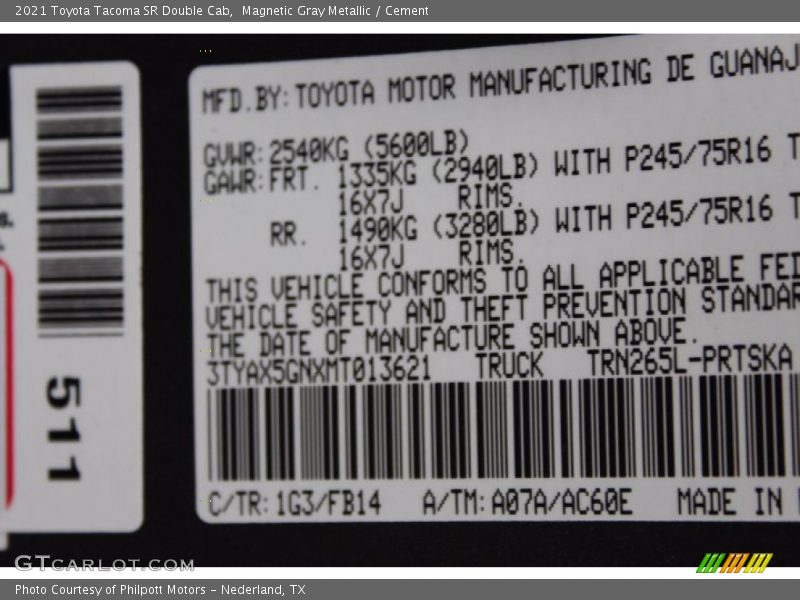 2021 Toyota Tacoma SR Double Cab, Magnetic Gray Metallic / Cement
MFD.BY:TOYOTA MOTOR MANUFACTURING DE GUANAJ
GVWR:2540KG (5600LB)
GAWR:FRT. 1335KG (2940LB) WITH P245/75R16 T
16X7J RIMS.
RR. 1490KG (3280LB) WITH P245/75R16 T
16X7J RIMS.
THIS VEHICLE CONFORMS TO ALL APPLICABLE FED
VEHICLE SAFETY AND THEFT PREVENTION STANDAR
THE DATE OF MANUFACTURE SHOWN ABOVE.
3TYAX5GNXMT013621 TRUCK TRN265L-PRTSKA
C/TR:1G3/FB14 A/TM:A07A/AC60E MADE IN
511
GTCARLOT.COM
Photo Courtesy of Philpott Motors - Nederland, TX